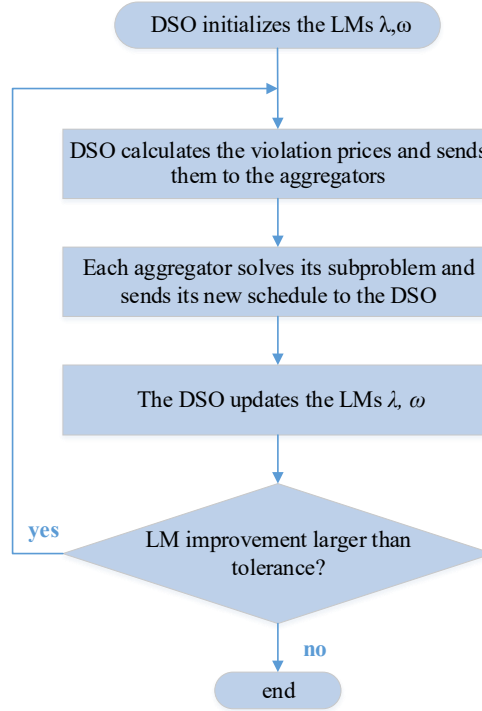 DSO initializes the LMs λ,ω
DSO calculates the violation prices and sends
them to the aggregators
Each aggregator solves its subproblem and
sends its new schedule to the DSO
The DSO updates the LMs λ, ω
yes
LM improvement larger than
tolerance?
no
end